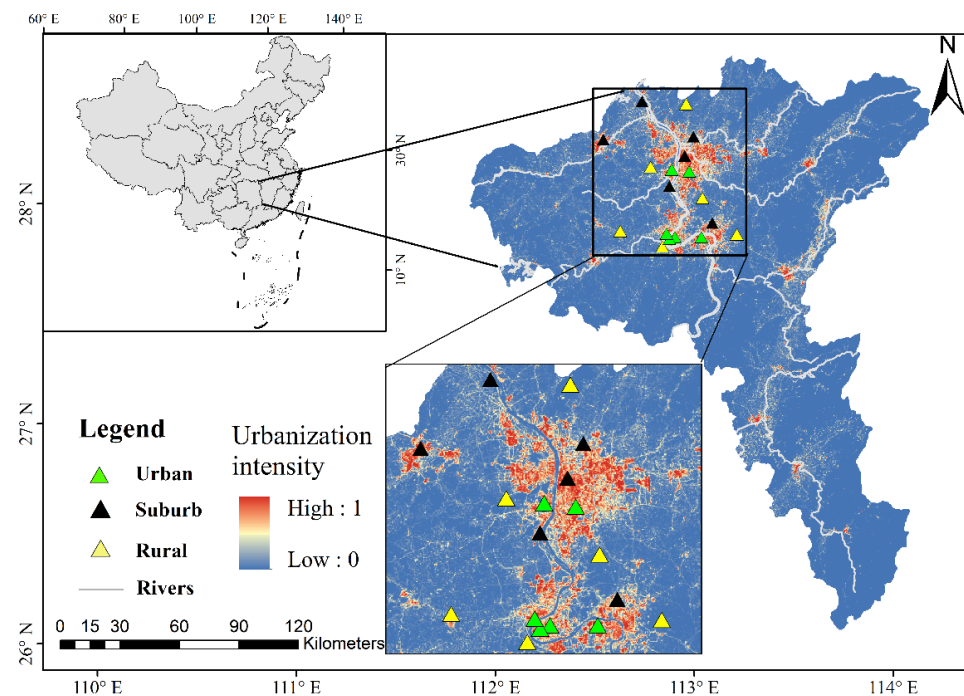 60° E 80° E 100° E 120° E 140° E
N
30° N
28° N
10° N
27° N
Legend
Urban
Suburb
Rural
Rivers
Urbanization
intensity
High : 1
Low : 0
0 15 30 60 90 120
Kilometers
26° N
110° E 111° E 112° E 113° E 114° E